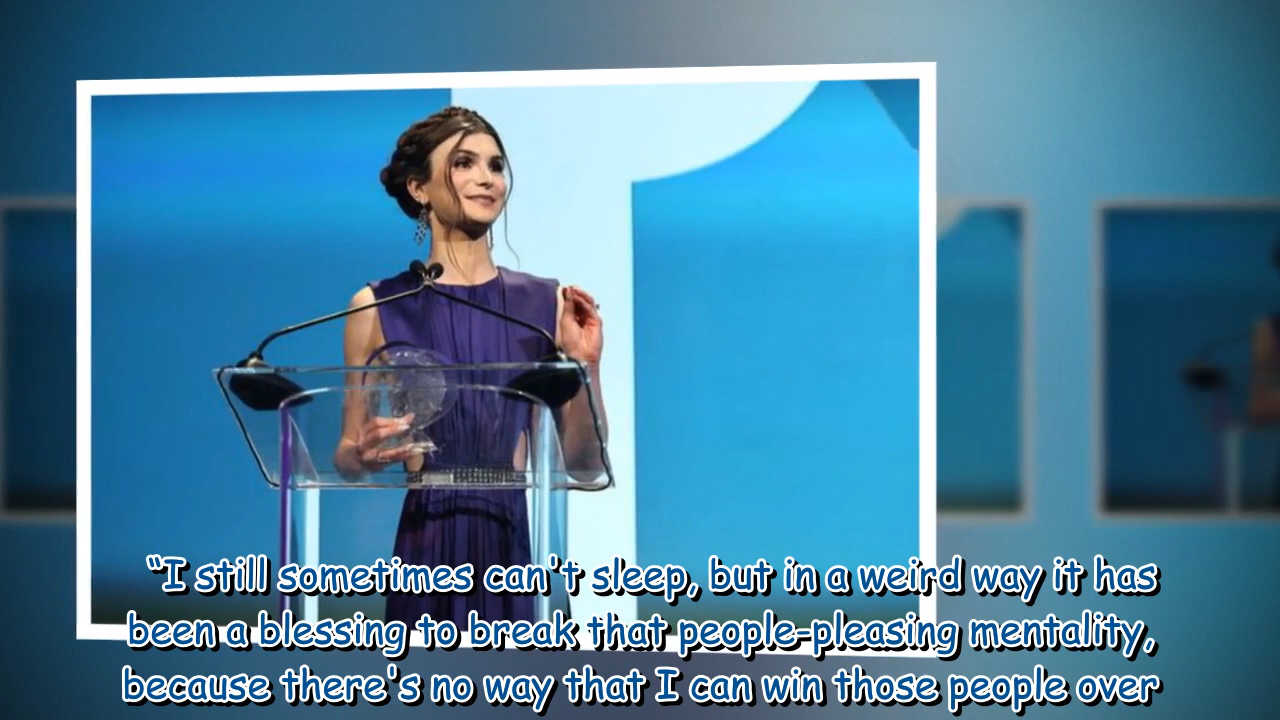 “I still sometimes can't sleep, but in a weird way it has
been a blessing to break that people-pleasing mentality,
because there's no way that I can win those people over